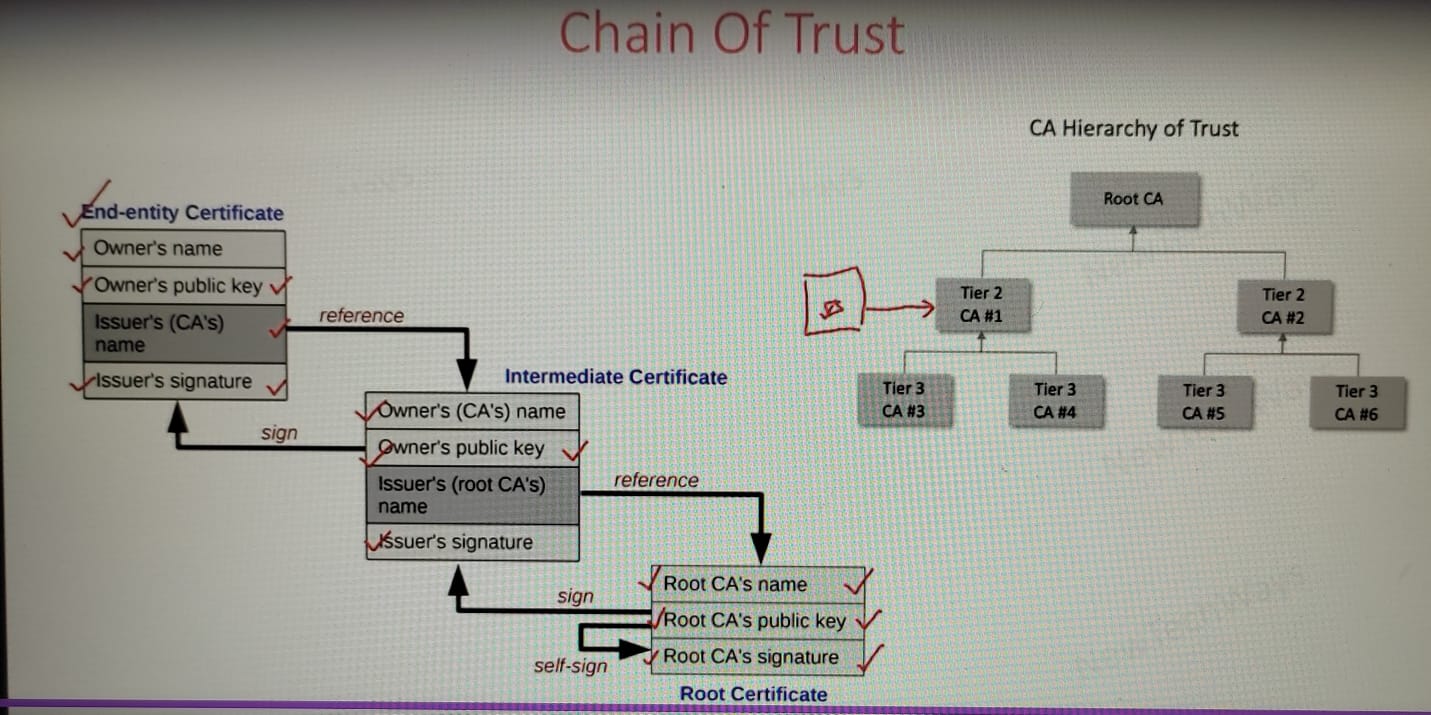 Chain Of Trust
CA Hierarchy of Trust
Root CA
Tier 2
CA #1
Tier 2
CA #2
Tier 3
CA #3
Tier 3
CA #4
Tier 3
CA #5
Tier 3
CA #6
End-entity Certificate
Owner's name
Owner's public key
Issuer's (CA's)
name
Issuer's signature
reference
sign
Intermediate Certificate
Owner's (CA's) name
Owner's public key
Issuer's (root CA's)
name
Issuer's signature
reference
sign
self-sign
Root CA's name
Root CA's public key
Root CA's signature
Root Certificate